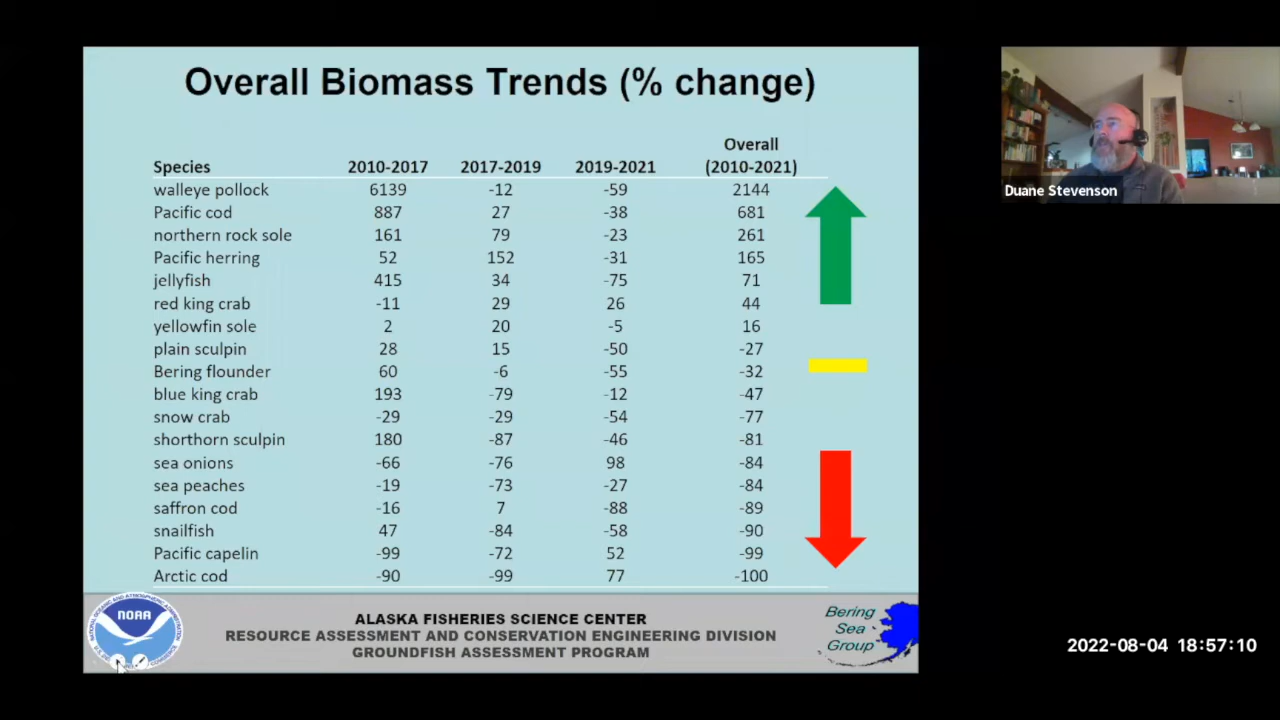 Overall Biomass Trends (% change)
Overall
Species 2010-2017 2017-2019 2019-2021 (2010-2021)
walleye pollock 6139 -12 -59 2144
Pacific cod 887 27 -38 681
northern rock sole 161 79 -23 261
Pacific herring 52 152 -31 165
jellyfish 415 34 -75 71
red king crab -11 29 26 44
yellowfin sole 2 20 -5 16
plain sculpin 28 15 -50 -27
Bering flounder 60 -6 -55 -32
blue king crab 193 -79 -12 -47
snow crab -29 -29 -54 -77
shorthorn sculpin 180 -87 -46 -81
sea onions -66 -76 98 -84
sea peaches -19 -73 -27 -84
saffron cod -16 7 -88 -89
snailfish 47 -84 -58 -90
Pacific capelin -99 -72 52 -99
Arctic cod -90 -99 77 -100
NOAA
ALASKA FISHERIES SCIENCE CENTER
RESOURCE ASSESSMENT AND CONSERVATION ENGINEERING DIVISION
GROUNDFISH ASSESSMENT PROGRAM
Bering
Sea
Group
Duane Stevenson
2022-08-04 18:57:10